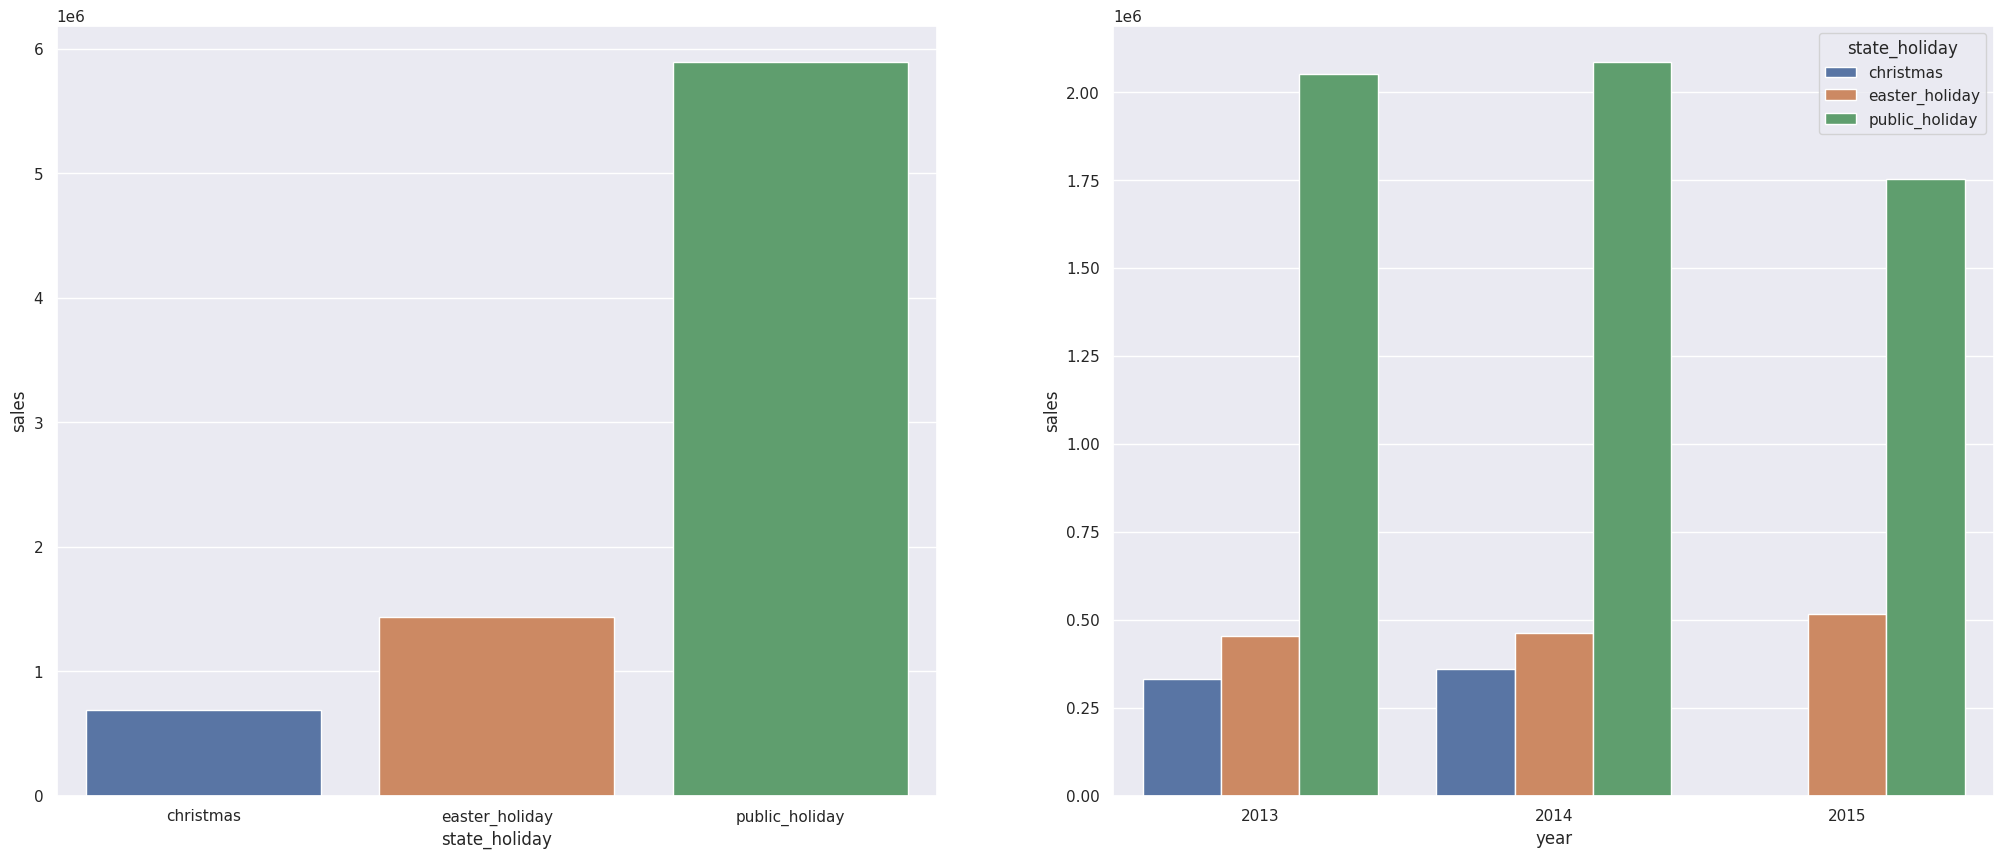 1e6
6
5
4
3
2
1
0
sales
christmas
easter_holiday
public_holiday
state_holiday
1e6
2.00
1.75
1.50
1.25
1.00
0.75
0.50
0.25
0.00
sales
state_holiday
christmas
easter_holiday
public_holiday
2013
2014
2015
year